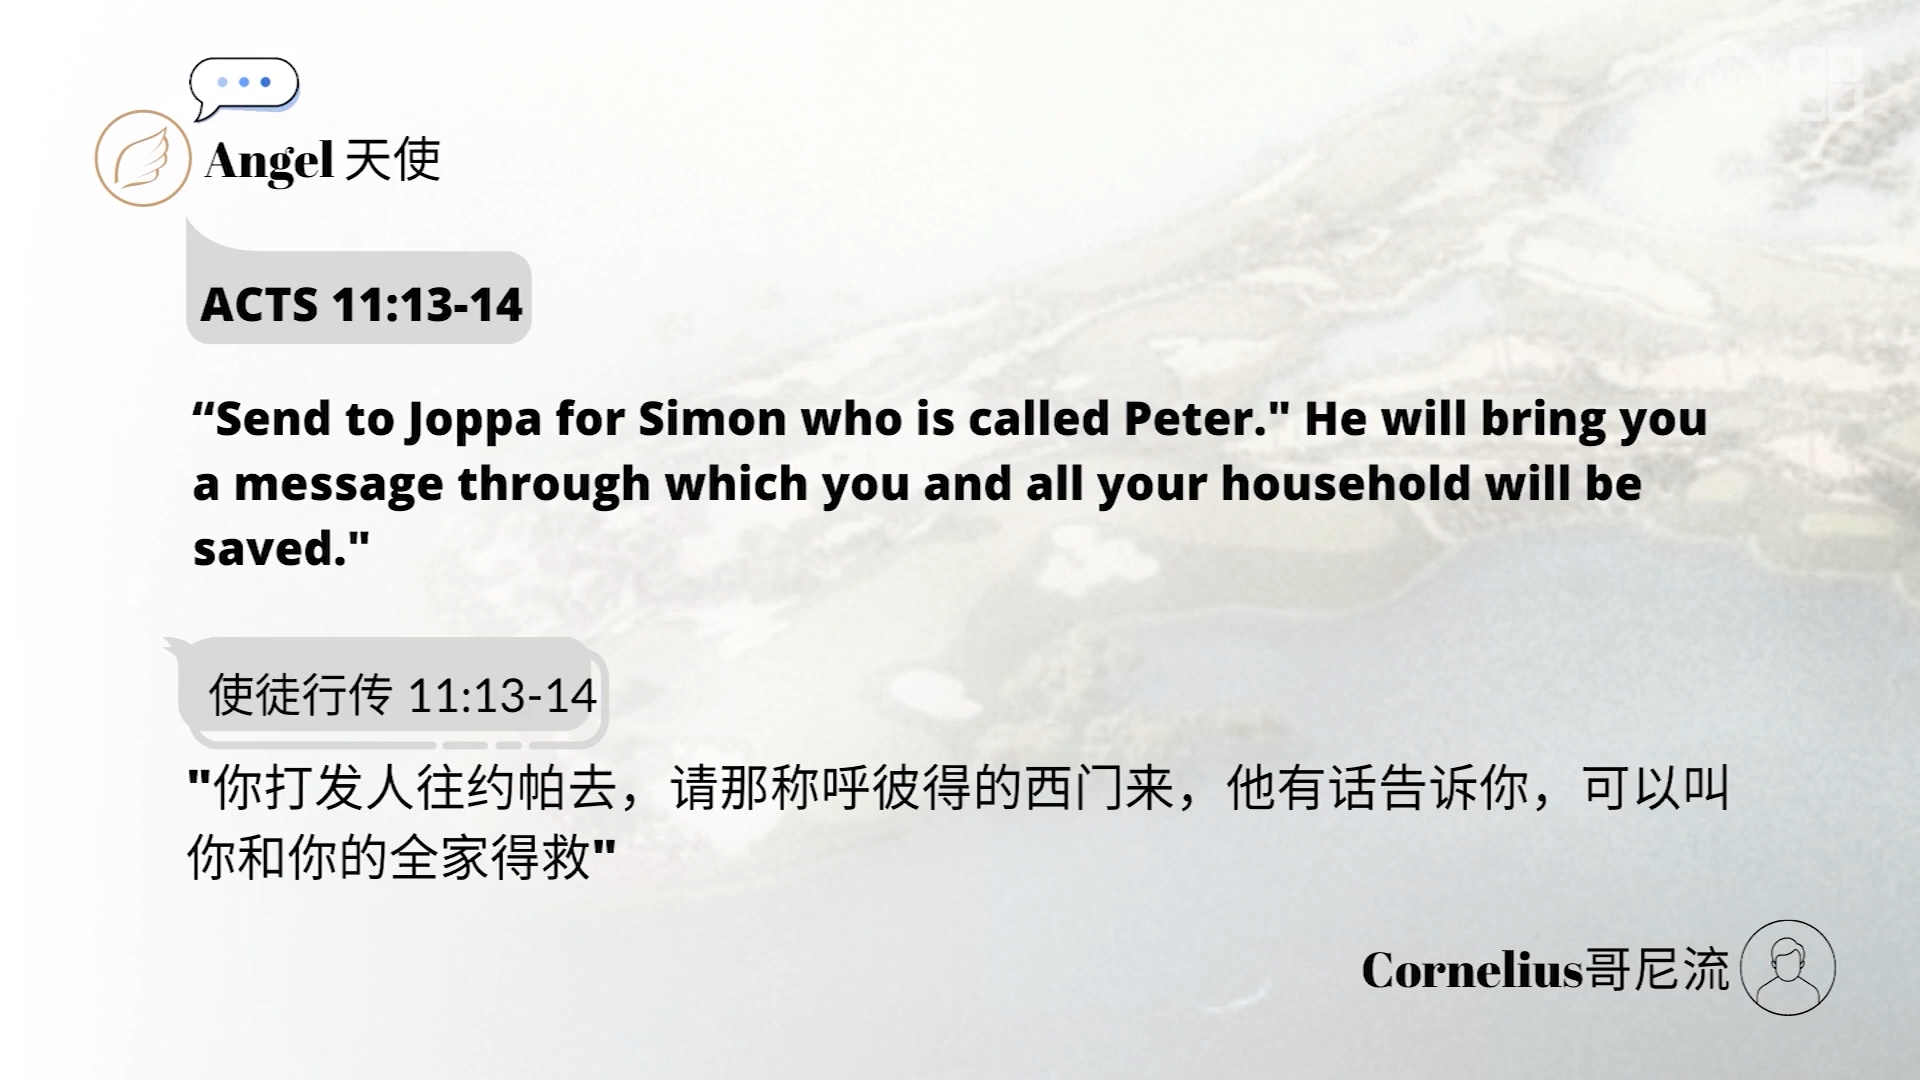 Angel 天使
ACTS 11:13-14
“Send to Joppa for Simon who is called Peter." He will bring you
a message through which you and all your household will be
saved."
使徒行传 11:13-14
"你打发人往约帕去，请那称呼彼得的西门来，他有话告诉你，可以叫
你和你的全家得救"
Cornelius哥尼流